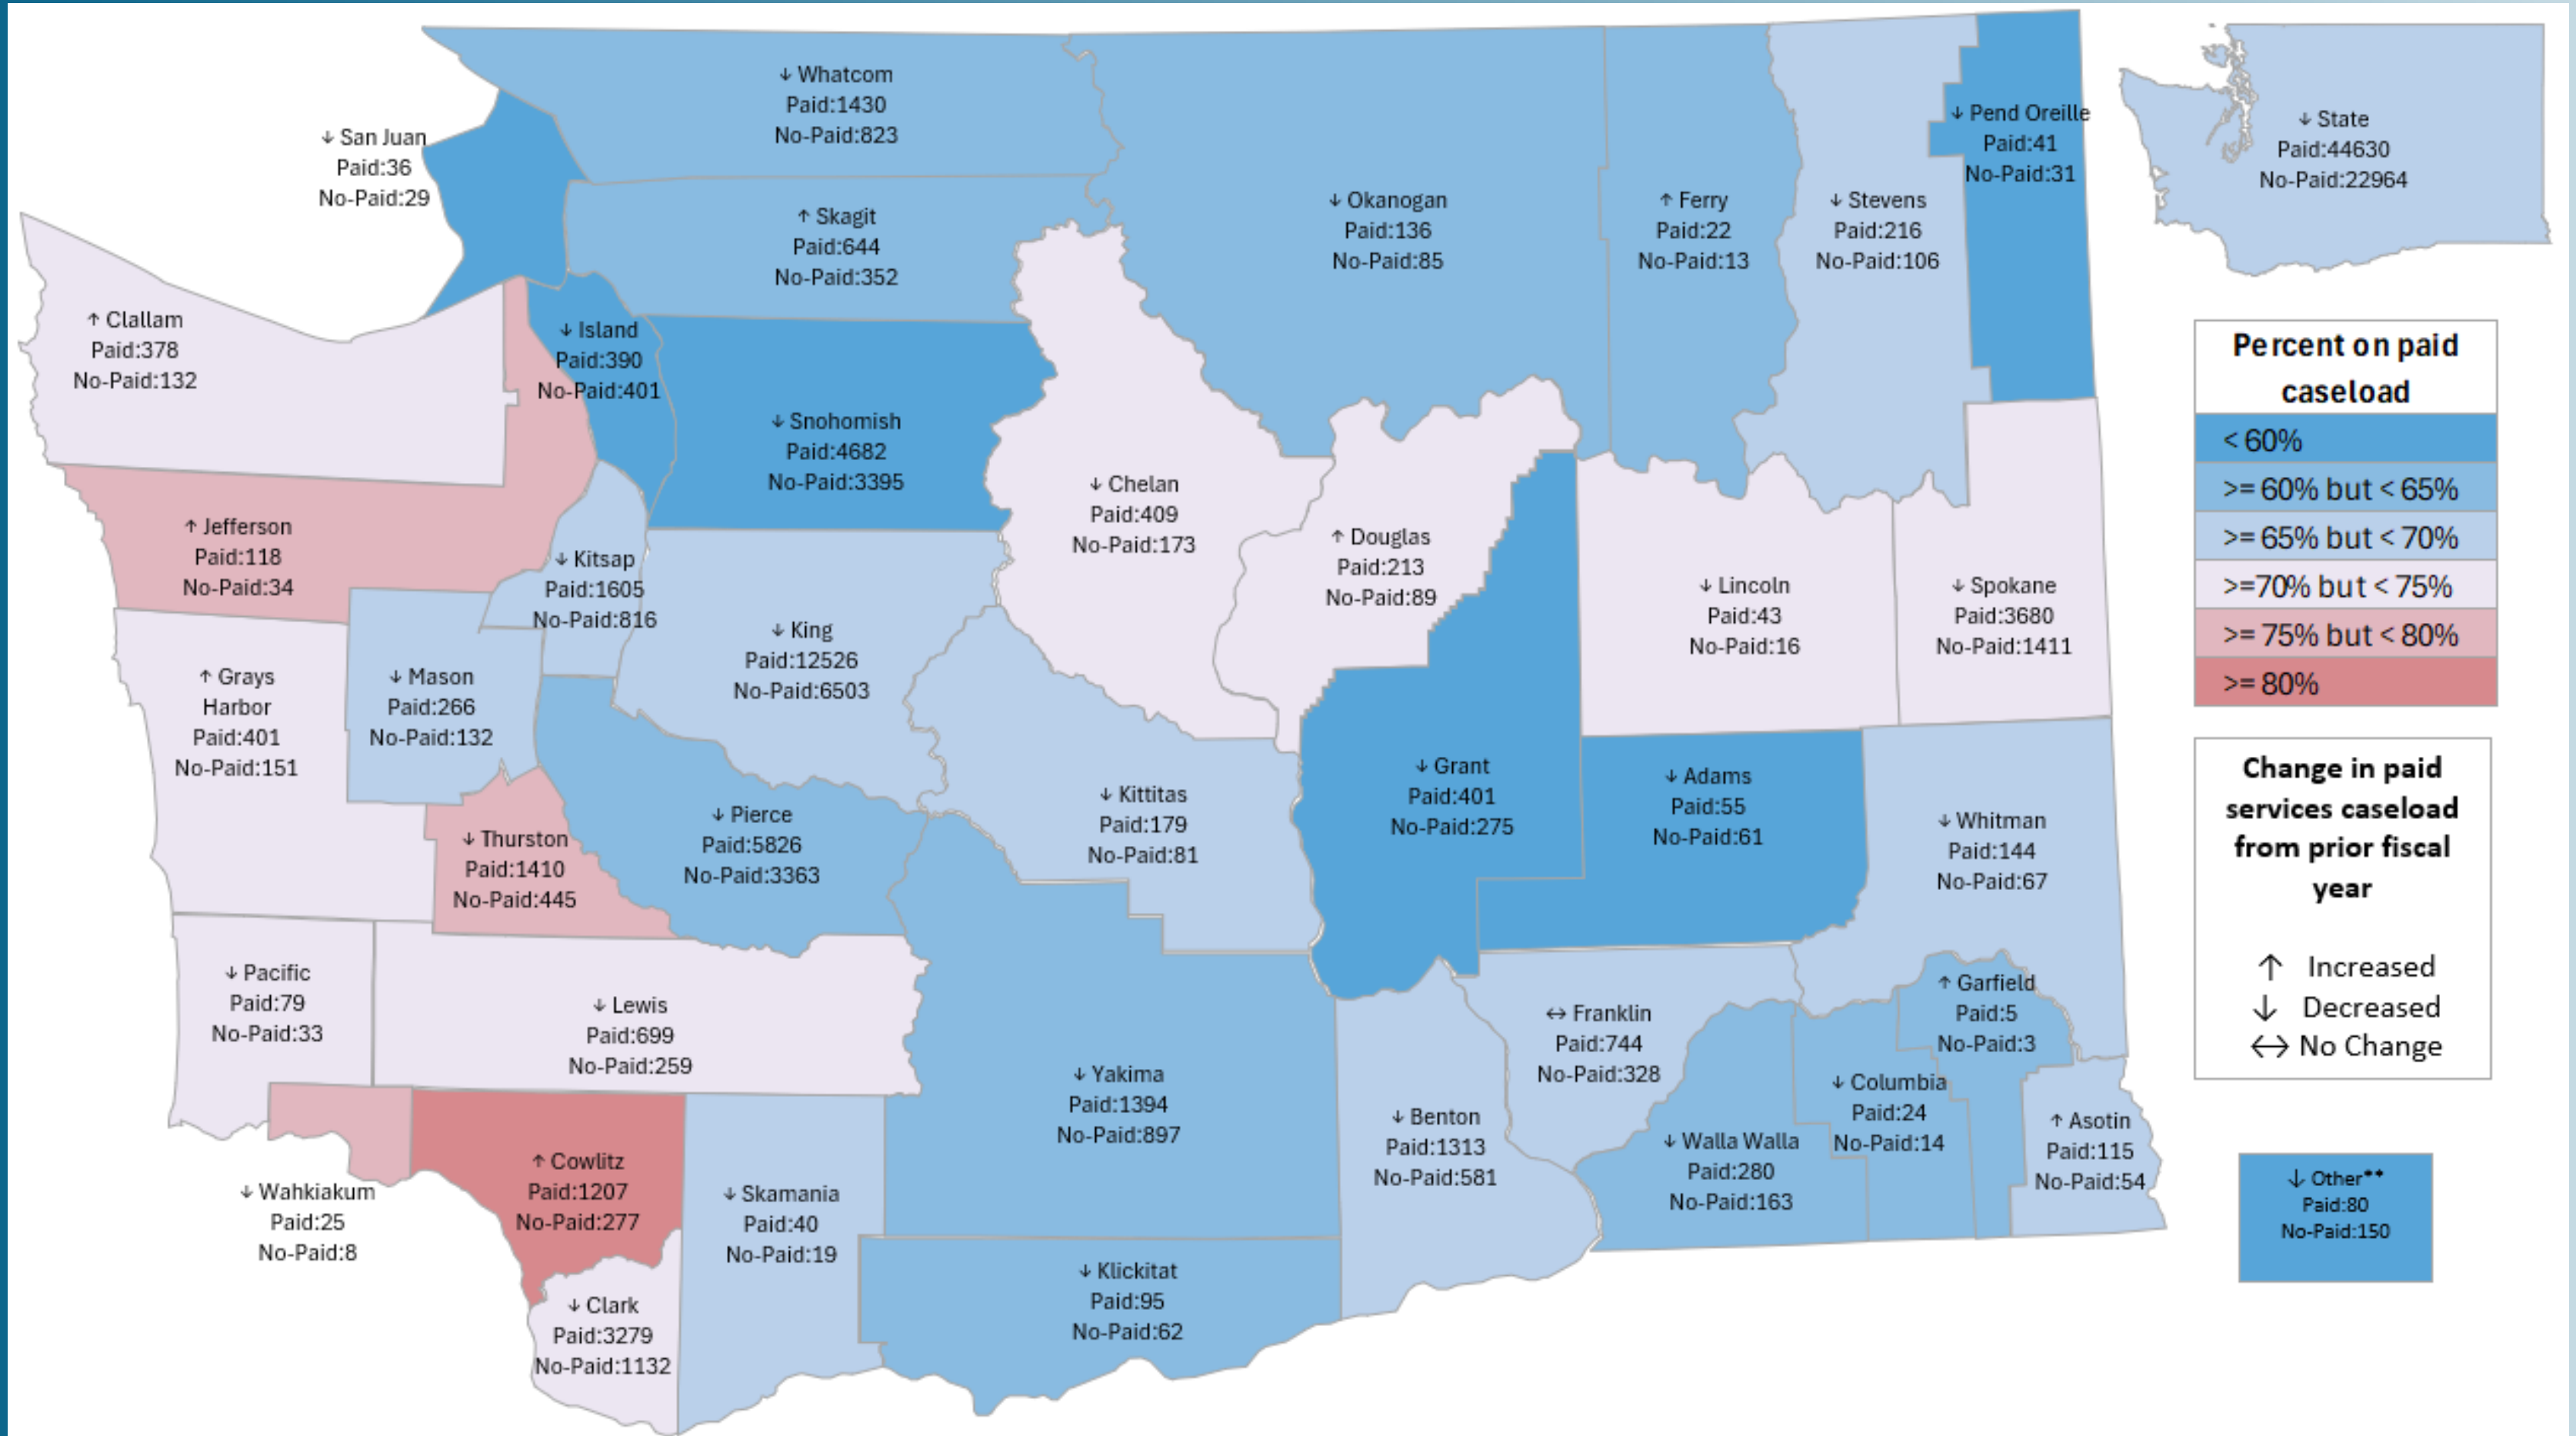 ↓ Whatcom
Paid:1430
No-Paid:823
↓ San Juan
Paid:36
No-Paid:29
↑ Skagit
Paid:644
No-Paid:352
↓ Okanogan
Paid:136
No-Paid:85
↑ Ferry
Paid:22
No-Paid:13
↓ Stevens
Paid:216
No-Paid:106
↓ Pend Oreille
Paid:41
No-Paid:31
↓ State
Paid:44630
No-Paid:22964
↑ Clallam
Paid:378
No-Paid:132
↓ Island
Paid:390
No-Paid:401
↓ Snohomish
Paid:4682
No-Paid:3395
↓ Chelan
Paid:409
No-Paid:173
↑ Douglas
Paid:213
No-Paid:89
↓ Lincoln
Paid:43
No-Paid:16
↓ Spokane
Paid:3680
No-Paid:1411
↑ Jefferson
Paid:118
No-Paid:34
↓ Kitsap
Paid:1605
No-Paid:816
↓ King
Paid:12526
No-Paid:6503
↑ Grays
Harbor
Paid:401
No-Paid:151
↓ Mason
Paid:266
No-Paid:132
↓ Thurston
Paid:1410
No-Paid:445
↓ Pierce
Paid:5826
No-Paid:3363
↓ Kittitas
Paid:179
No-Paid:81
↓ Grant
Paid:401
No-Paid:275
↓ Adams
Paid:55
No-Paid:61
↓ Whitman
Paid:144
No-Paid:67
↓ Pacific
Paid:79
No-Paid:33
↓ Lewis
Paid:699
No-Paid:259
↓ Yakima
Paid:1394
No-Paid:897
↓ Benton
Paid:1313
No-Paid:581
↔ Franklin
Paid:744
No-Paid:328
↓ Walla Walla
Paid:280
No-Paid:163
↓ Columbia
Paid:24
No-Paid:14
↑ Garfield
Paid:5
No-Paid:3
↑ Asotin
Paid:115
No-Paid:54
↓ Wahkiakum
Paid:25
No-Paid:8
↑ Cowlitz
Paid:1207
No-Paid:277
↓ Skamania
Paid:40
No-Paid:19
↓ Clark
Paid:3279
No-Paid:1132
↓ Klickitat
Paid:95
No-Paid:62
Percent on paid
caseload
< 60%
>= 60% but < 65%
>= 65% but < 70%
>=70% but < 75%
>= 75% but < 80%
>= 80%
Change in paid
services caseload
from prior fiscal
year
↑ Increased
↓ Decreased
↔ No Change
↓ Other**
Paid:80
No-Paid:150